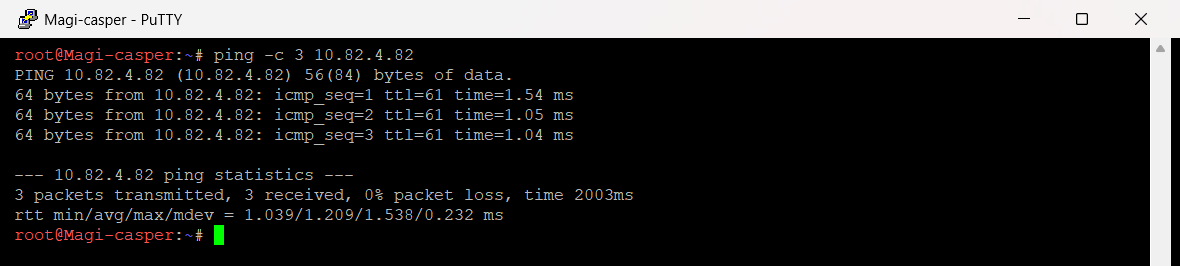 Magi-casper - PuTTY
root@Magi-casper:~# ping -c 3 10.82.4.82
PING 10.82.4.82 (10.82.4.82) 56(84) bytes of data.
64 bytes from 10.82.4.82: icmp_seq=1 ttl=61 time=1.54 ms
64 bytes from 10.82.4.82: icmp_seq=2 ttl=61 time=1.05 ms
64 bytes from 10.82.4.82: icmp_seq=3 ttl=61 time=1.04 ms

--- 10.82.4.82 ping statistics ---
3 packets transmitted, 3 received, 0% packet loss, time 2003ms
rtt min/avg/max/mdev = 1.039/1.209/1.538/0.232 ms
root@Magi-casper:~#